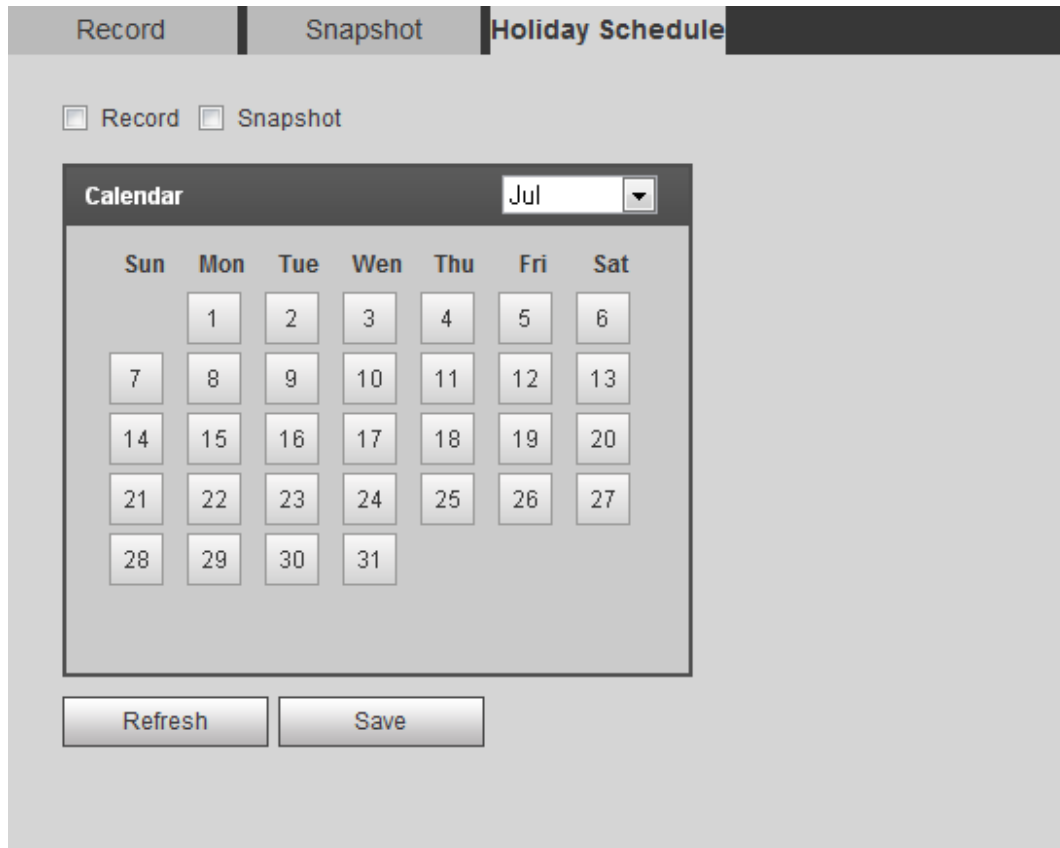 Record Snapshot Holiday Schedule
Record Snapshot
Calendar Jul
Sun Mon Tue Wen Thu Fri Sat
1 2 3 4 5 6
7 8 9 10 11 12 13
14 15 16 17 18 19 20
21 22 23 24 25 26 27
28 29 30 31
Refresh Save